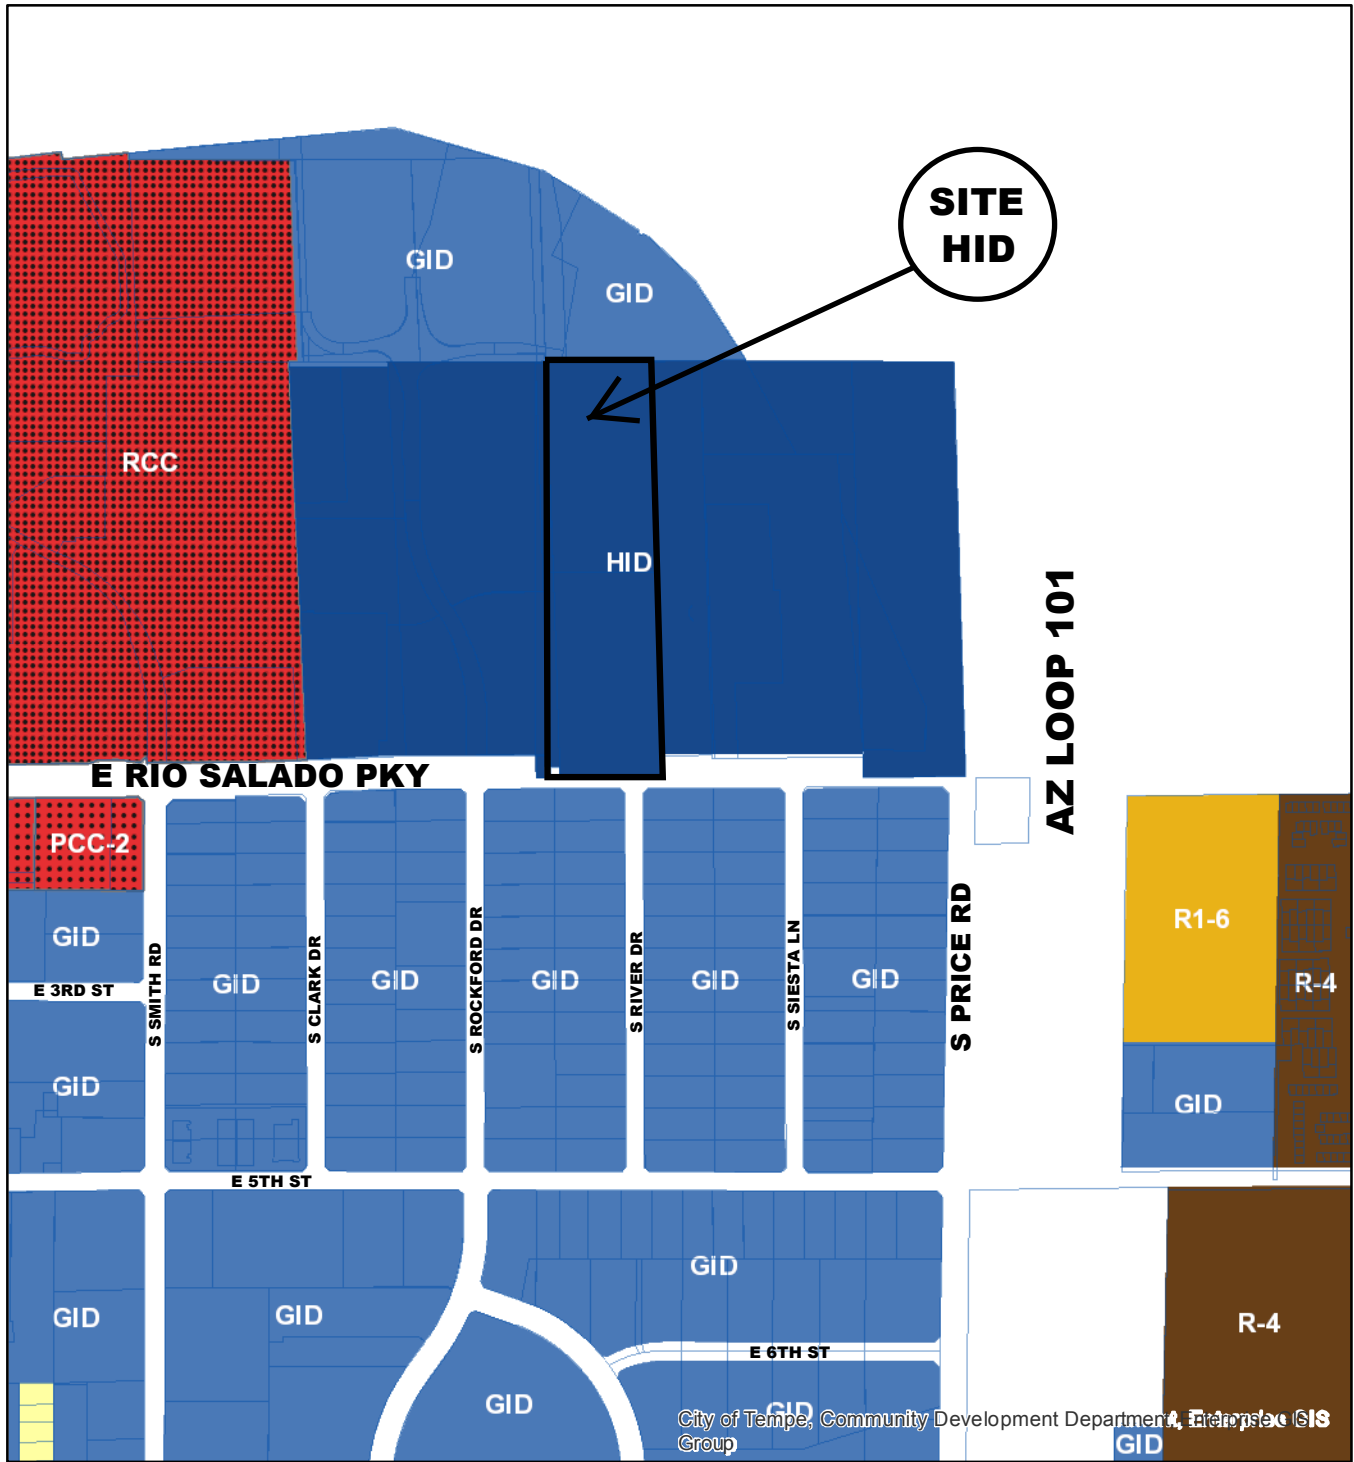 SITE
HID
GID
GID
RCC
HID
AZ LOOP 101
E RIO SALADO PKY
PCC-2
R1-6
GID
E 3RD ST
S SMITH RD
GID
S CLARK DR
GID
S ROCKFORD DR
GID
S RIVER DR
GID
S SIESTA LN
GID
S PRICE RD
R-4
GID
GID
E 5TH ST
GID
GID
GID
R-4
E 6TH ST
GID
GID
City of Tempe, Community Development Department, Enterprise GIS
Group
GID